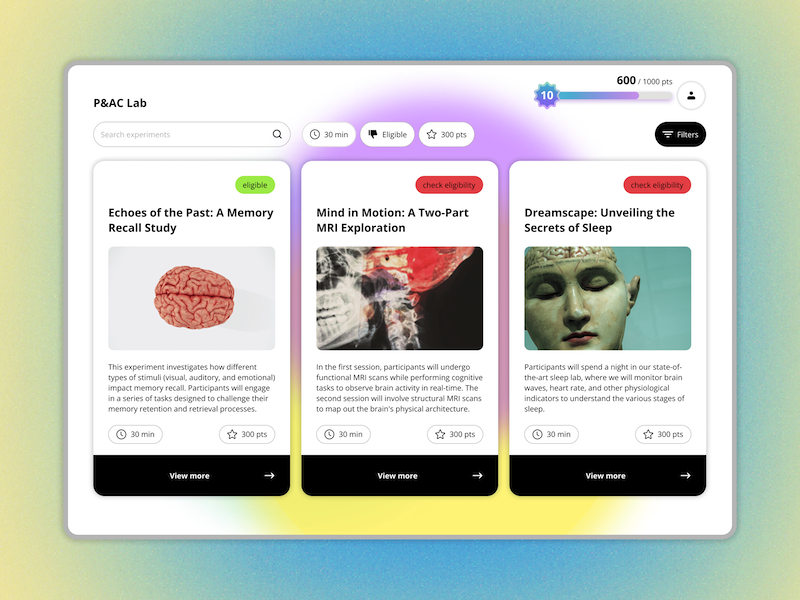 600 / 1000 pts
10
P&AC Lab
Search experiments
30 min
Eligible
300 pts
Filters
eligible
Echoes of the Past: A Memory
Recall Study
This experiment investigates how different
types of stimuli (visual, auditory, and emotional)
impact memory recall. Participants will engage
in a series of tasks designed to challenge their
memory retention and retrieval processes.
30 min
300 pts
View more
check eligibility
Mind in Motion: A Two-Part
MRI Exploration
In the first session, participants will undergo
functional MRI scans while performing cognitive
tasks to observe brain activity in real-time. The
second session will involve structural MRI scans
to map out the brain's physical architecture.
30 min
300 pts
View more
check eligibility
Dreamscape: Unveiling the
Secrets of Sleep
Participants will spend a night in our state-of-
the-art sleep lab, where we will monitor brain
waves, heart rate, and other physiological
indicators to understand the various stages of
sleep.
30 min
300 pts
View more